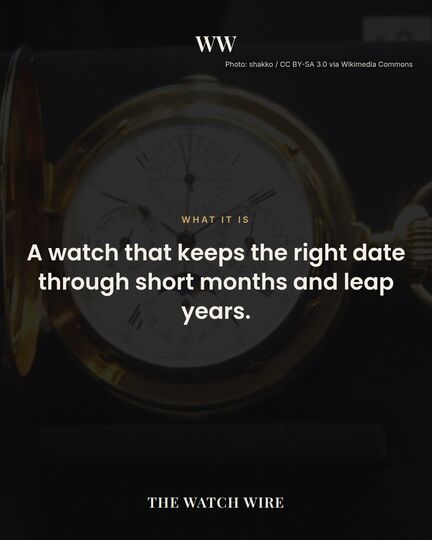 WW
Photo: shakko / CC BY-SA 3.0 via Wikimedia Commons
WHAT IT IS
A watch that keeps the right date
through short months and leap
years.
THE WATCH WIRE